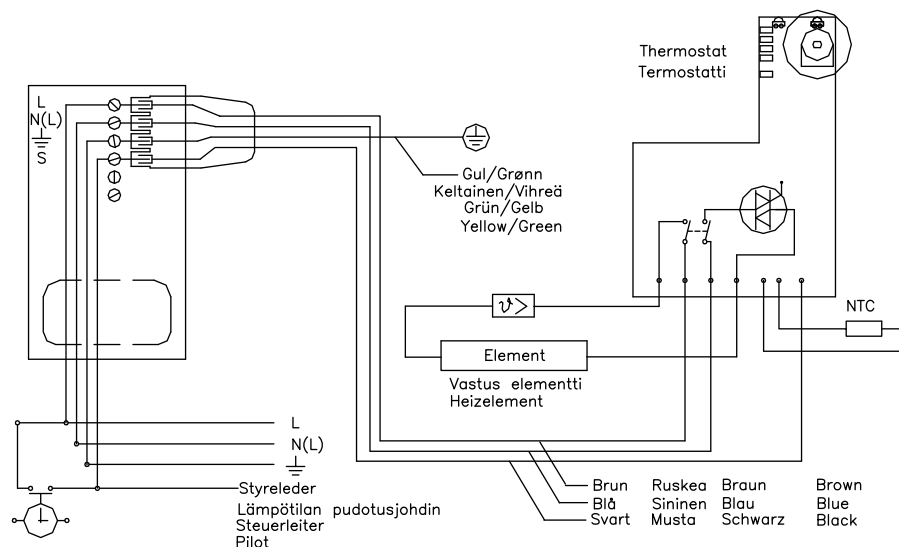 L
N(L)
S
Thermostat
Termostatti
Gul/Grønn
Keltainen/Vihreä
Grün/Gelb
Yellow/Green
NTC
ϑ>
Element
Vastus elementti
Heizelement
L
N(L)
Styreleder
Lämpötilan pudotusjohdin
Steuerleiter
Pilot
Brun Ruskea Braun Brown
Blå Sininen Blau Blue
Svart Musta Schwarz Black